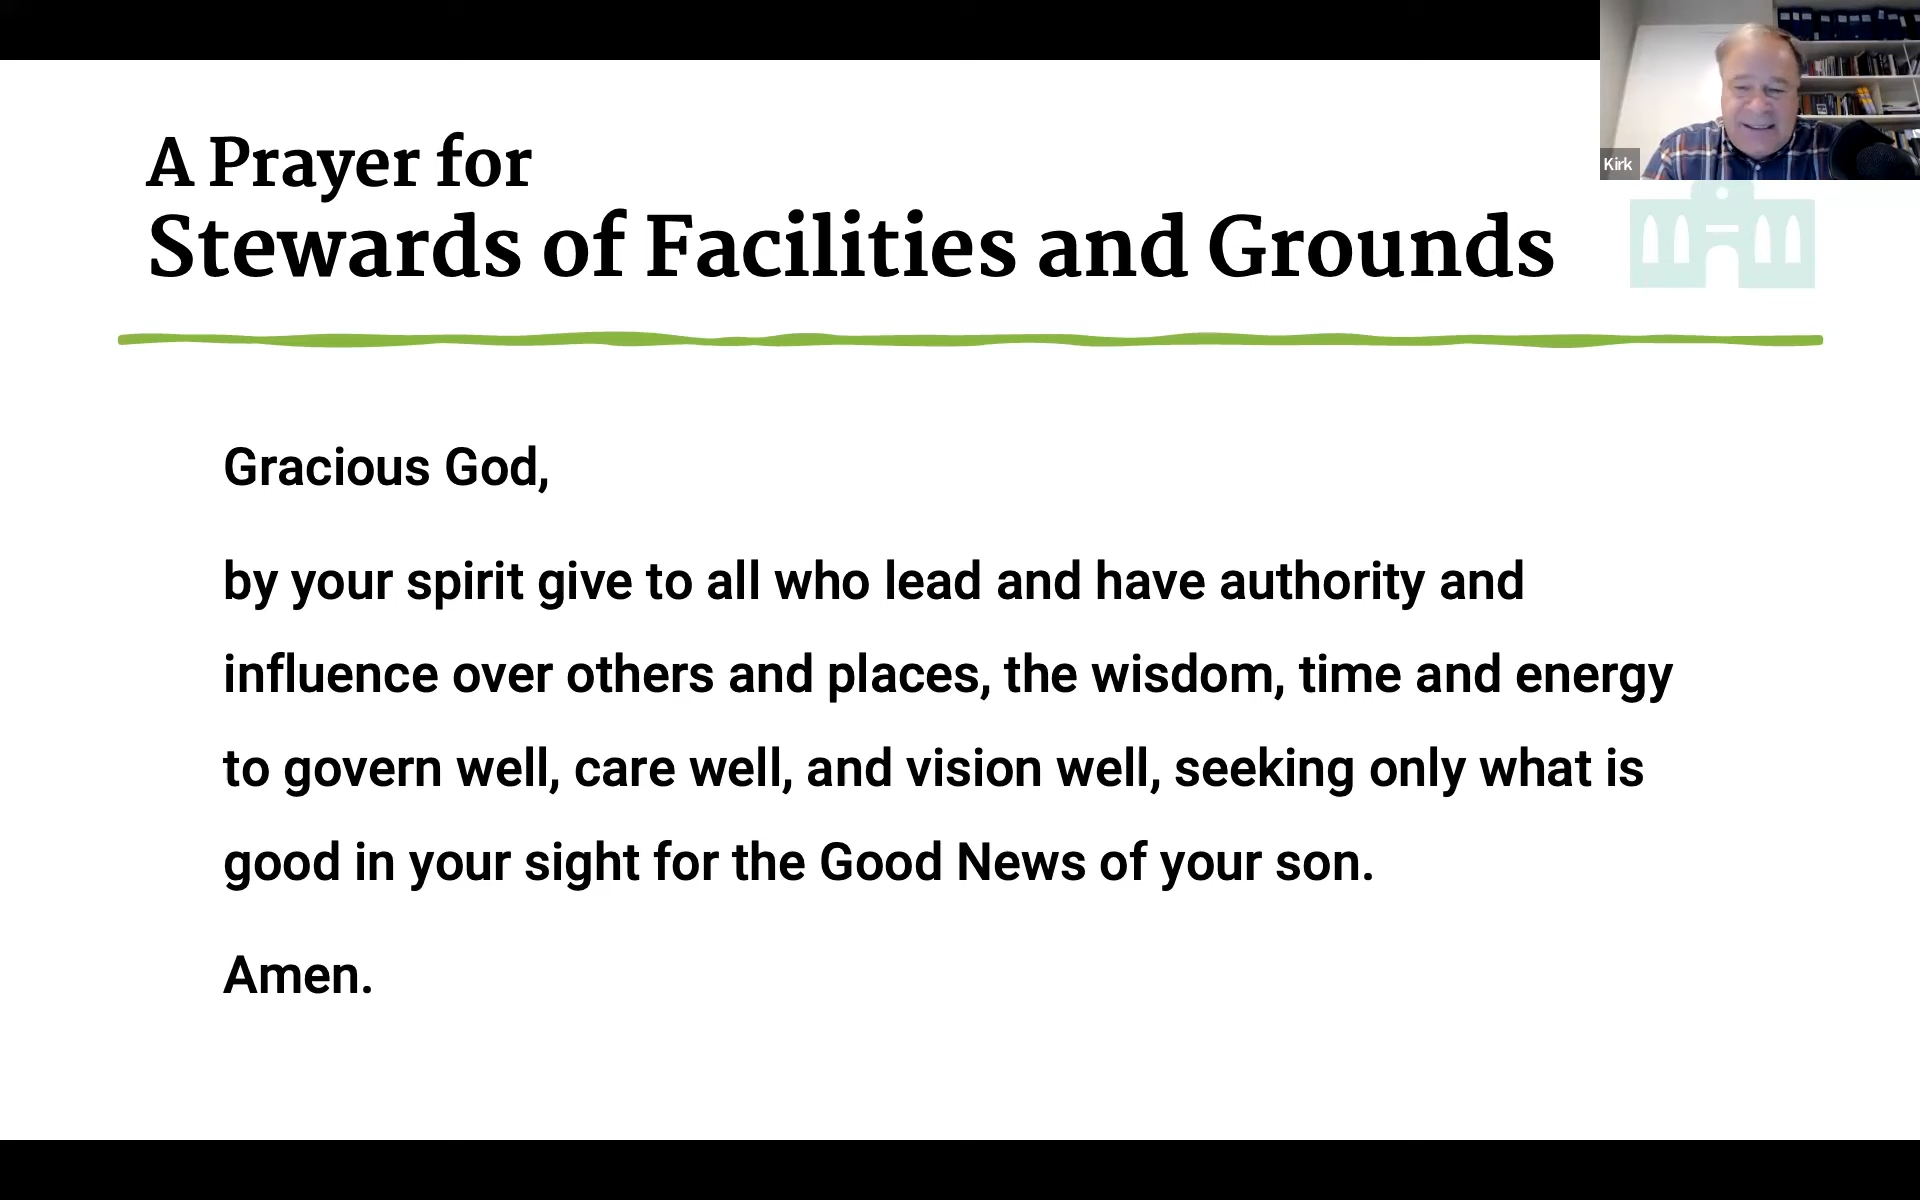 A Prayer for
Stewards of Facilities and Grounds
Kirk
Gracious God,
by your spirit give to all who lead and have authority and
influence over others and places, the wisdom, time and energy
to govern well, care well, and vision well, seeking only what is
good in your sight for the Good News of your son.
Amen.